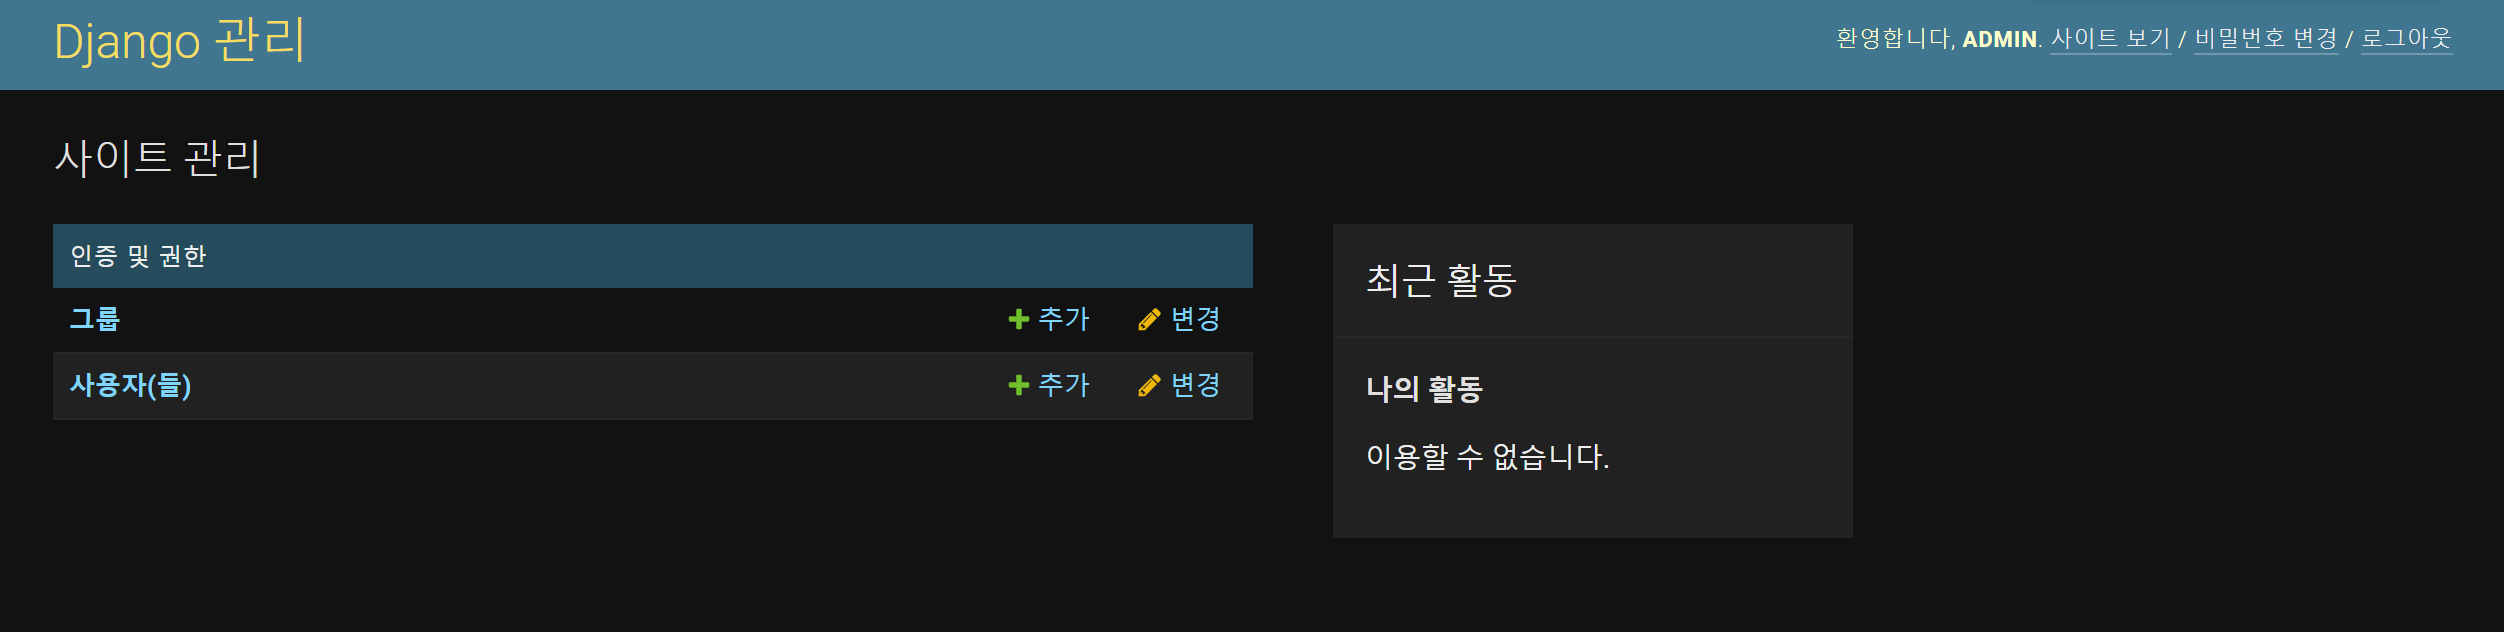 Django 관리
환영합니다, ADMIN. 사이트 보기 / 비밀번호 변경 / 로그아웃
사이트 관리
인증 및 권한
그룹 추가 변경
사용자(들) 추가 변경
최근 활동
나의 활동
이용할 수 없습니다.